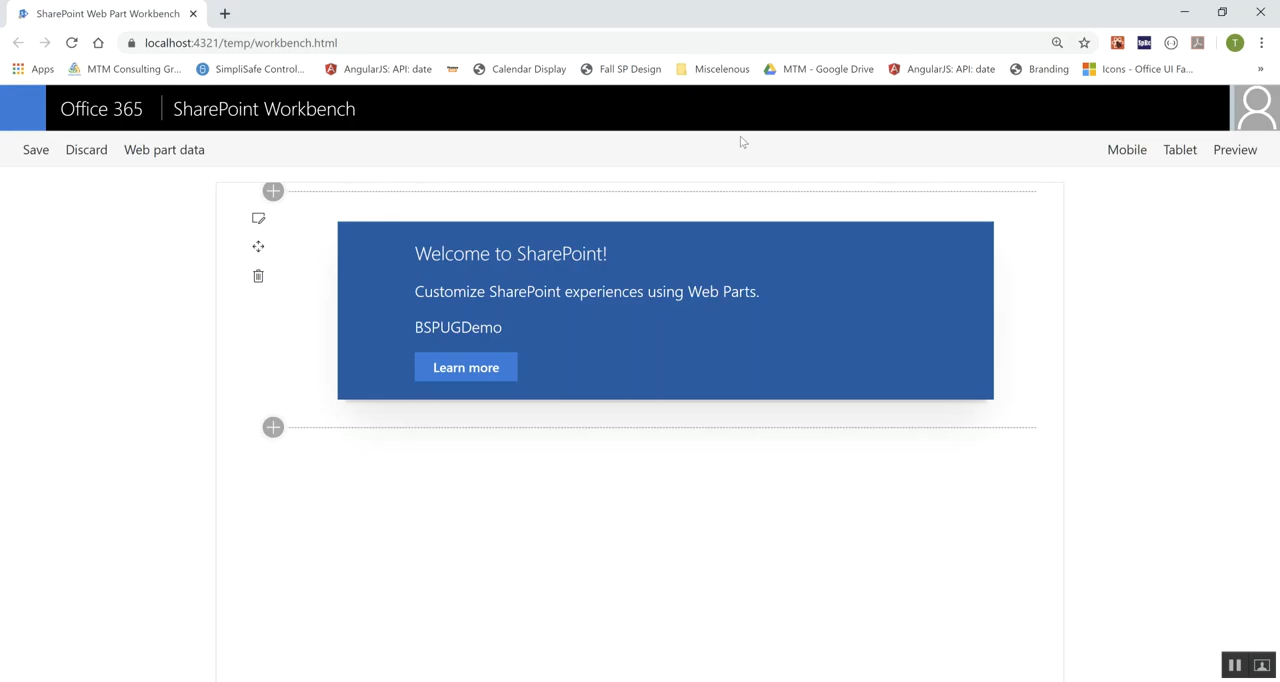 SharePoint Web Part Workbench
localhost:4321/temp/workbench.html
SpRc
T
Apps MTM Consulting Gr... SimpliSafe Control... AngularJS: API: date Calendar Display Fall SP Design Miscelenous MTM - Google Drive AngularJS: API: date Branding Icons - Office UI Fa... »
Office 365 SharePoint Workbench
Save Discard Web part data Mobile Tablet Preview
Welcome to SharePoint!
Customize SharePoint experiences using Web Parts.
BSPUGDemo
Learn more